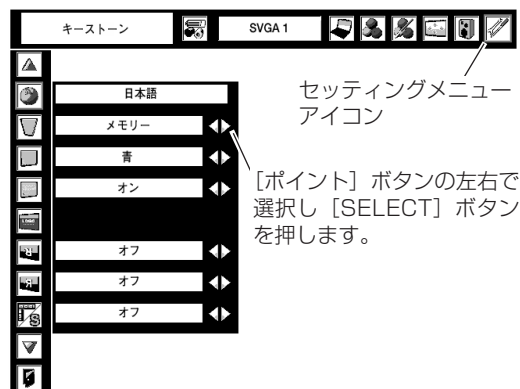 キーストーン
SVGA 1
セッティングメニュー
アイコン
日本語
メモリー
青
オン
オフ
オフ
オフ
［ポイント］ボタンの左右で
選択し［SELECT］ボタン
を押します。